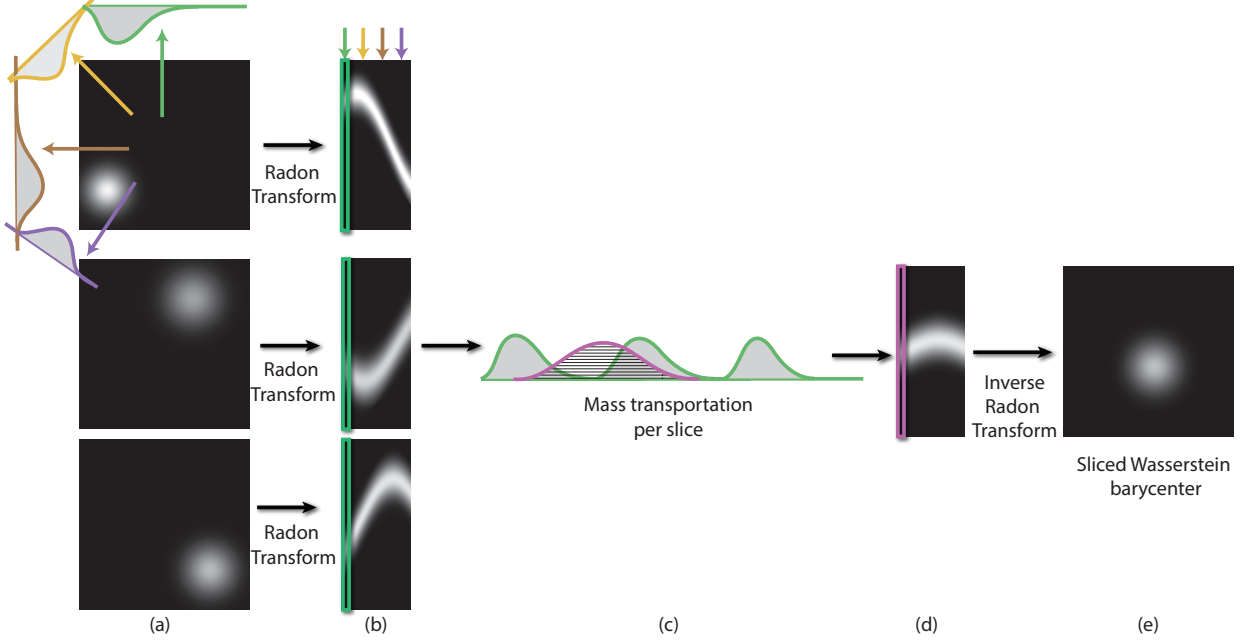 Radon
Transform
Radon
Transform
Radon
Transform
Mass transportation
per slice
Inverse
Radon
Transform
Sliced Wasserstein
barycenter
(a)
(b)
(c)
(d)
(e)